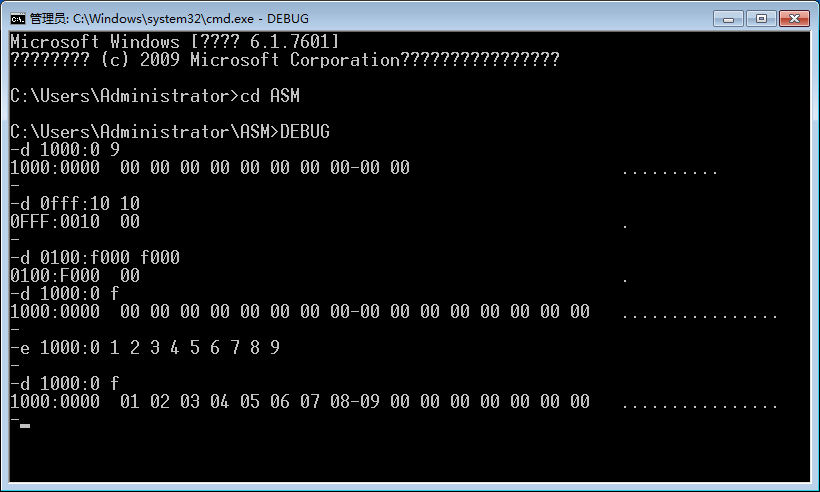 管理员: C:\Windows\system32\cmd.exe - DEBUG
Microsoft Windows [???? 6.1.7601]
???????? (c) 2009 Microsoft Corporation????????????????
C:\Users\Administrator>cd ASM
C:\Users\Administrator\ASM>DEBUG
-d 1000:0 9
1000:0000  00 00 00 00 00 00 00 00-00 00                     ..........
-
-d 0fff:10 10
0FFF:0010  00                                                .
-
-d 0100:f000 f000
0100:F000  00                                                .
-d 1000:0 f
1000:0000  00 00 00 00 00 00 00 00-00 00 00 00 00 00 00 00   ................
-
-e 1000:0 1 2 3 4 5 6 7 8 9
-
-d 1000:0 f
1000:0000  01 02 03 04 05 06 07 08-09 00 00 00 00 00 00 00   ................
-